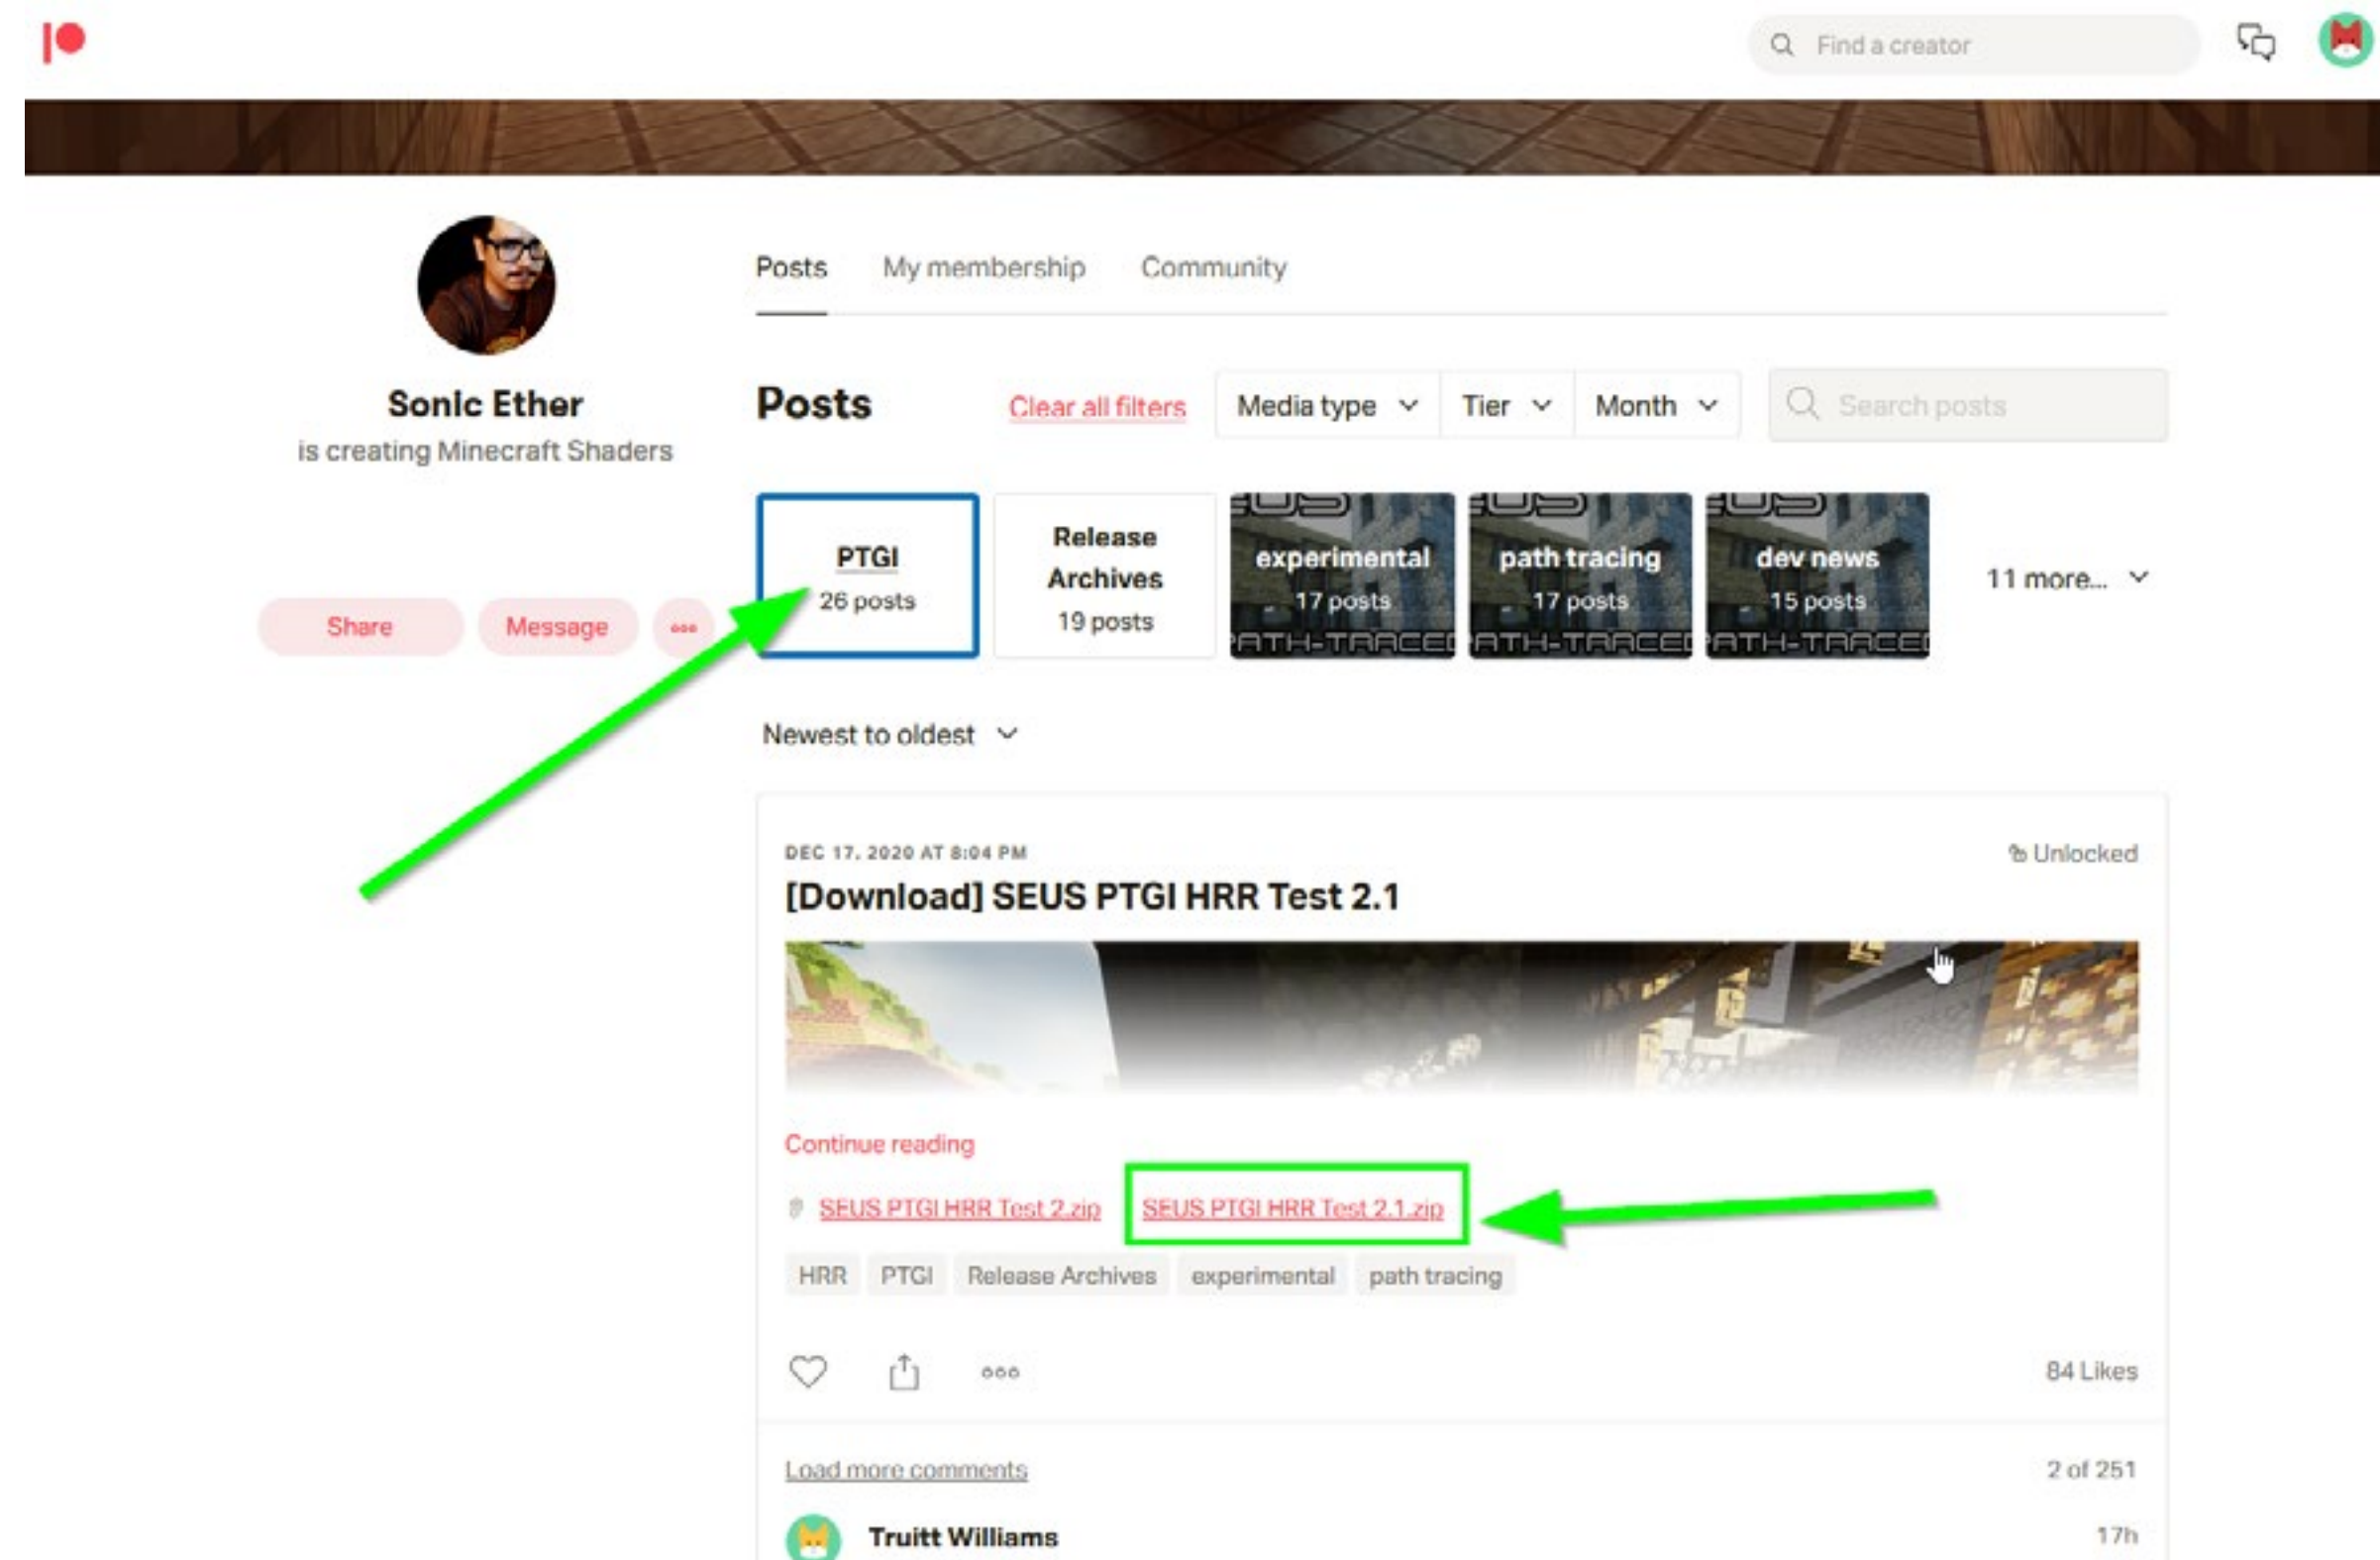 Find a creator
Sonic Ether
is creating Minecraft Shaders
Share
Message
Posts
My membership
Community
Posts
Clear all filters
Media type
Tier
Month
Search posts
PTGI
26 posts
Release
Archives
19 posts
experimental
17 posts
path tracing
17 posts
dev news
15 posts
11 more...
Newest to oldest
DEC 17, 2020 AT 8:04 PM
Unlocked
[Download] SEUS PTGI HRR Test 2.1
Continue reading
SEUS PTGI HRR Test 2.zip
SEUS PTGI HRR Test 2.1.zip
HRR
PTGI
Release Archives
experimental
path tracing
84 Likes
Load more comments
2 of 251
Truitt Williams
17h